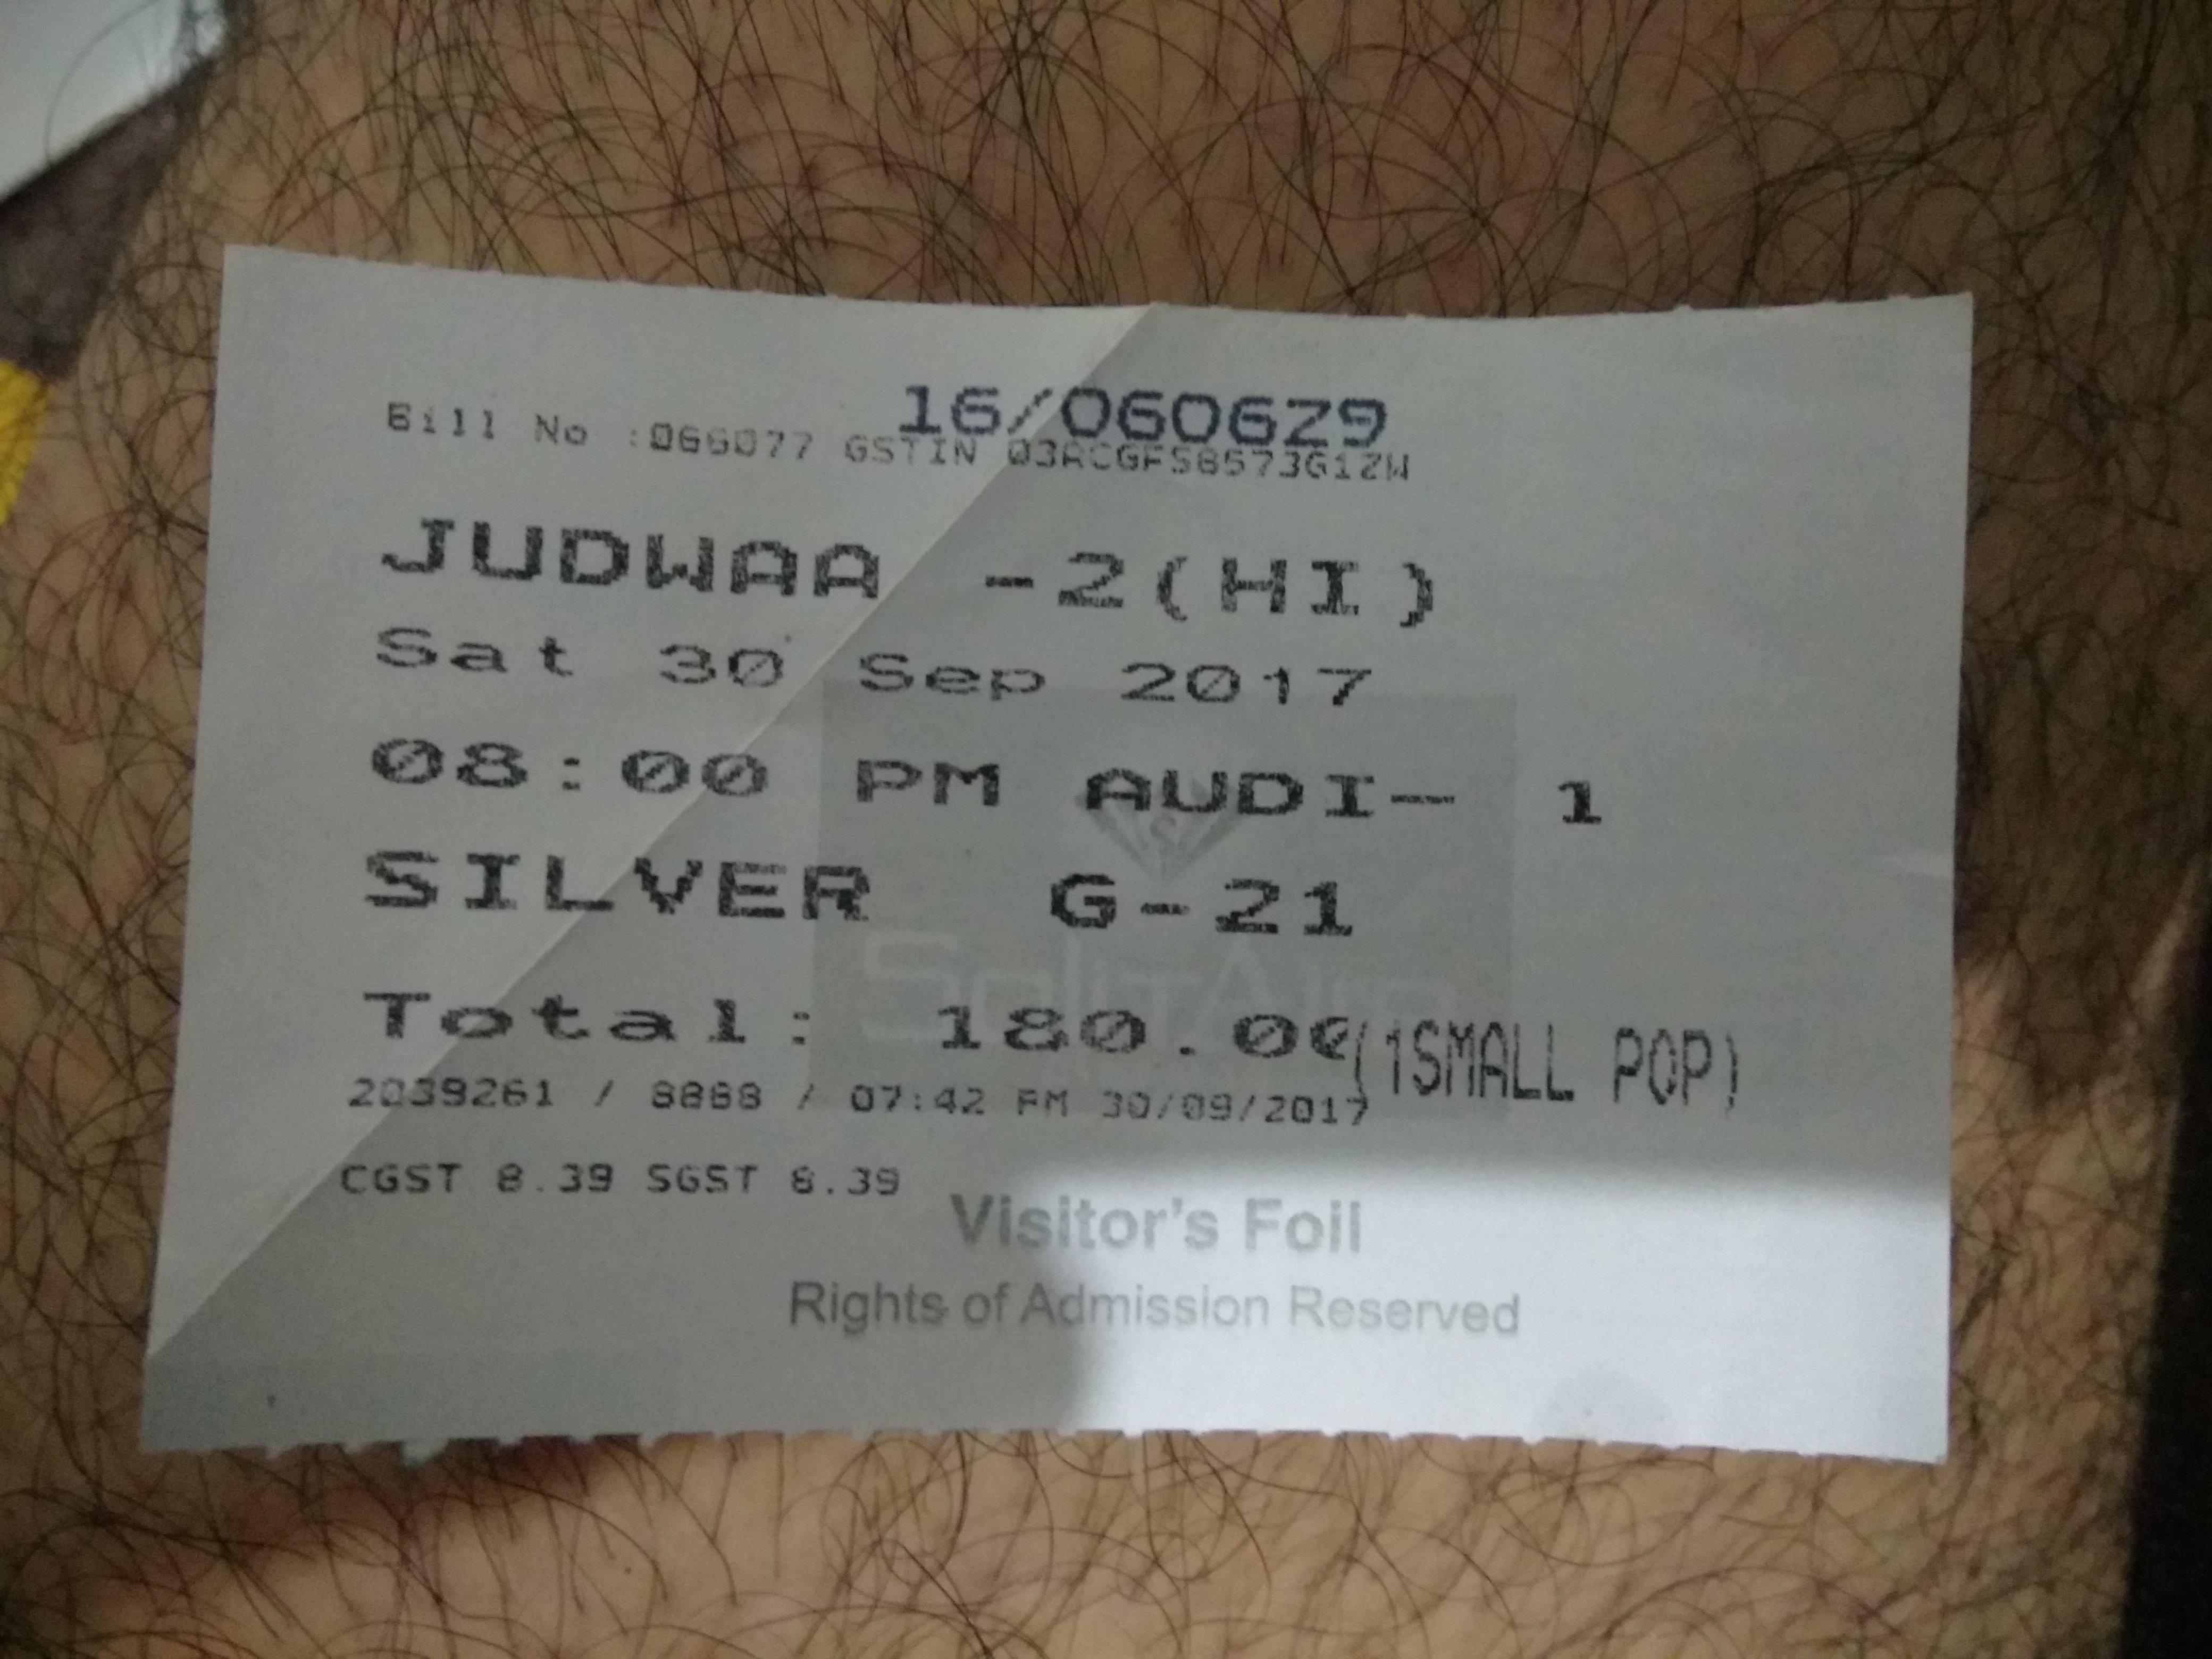 16/060629
Bill No :066077 GSTIN 03ACGFS8573G1ZW
JUDWAA -2(HI)
Sat 30 Sep 2017
08:00 PM AUDI- 1
SILVER G-21
SolitAire
Total: 180.00(1SMALL POP)
2039261 / 8888 / 07:42 PM 30/09/2017
CGST 8.39 SGST 8.39
Visitor's Foil
Rights of Admission Reserved